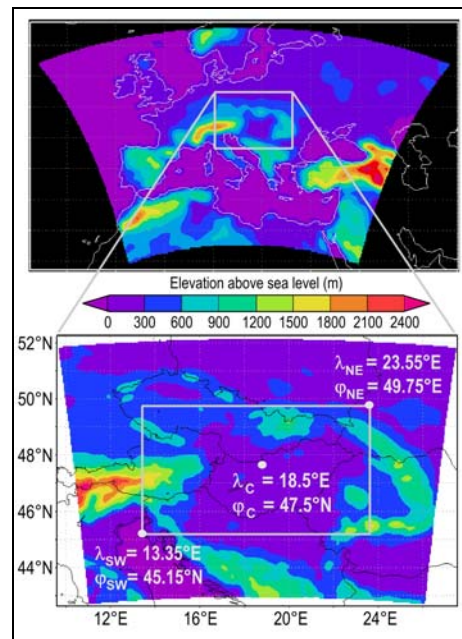 Elevation above sea level (m)
0 300 600 900 1200 1500 1800 2100 2400
52°N
50°N
48°N
46°N
44°N
λNE = 23.55°E
φNE = 49.75°N
λC = 18.5°E
φC = 47.5°N
λSW = 13.35°E
φSW = 45.15°N
12°E 16°E 20°E 24°E